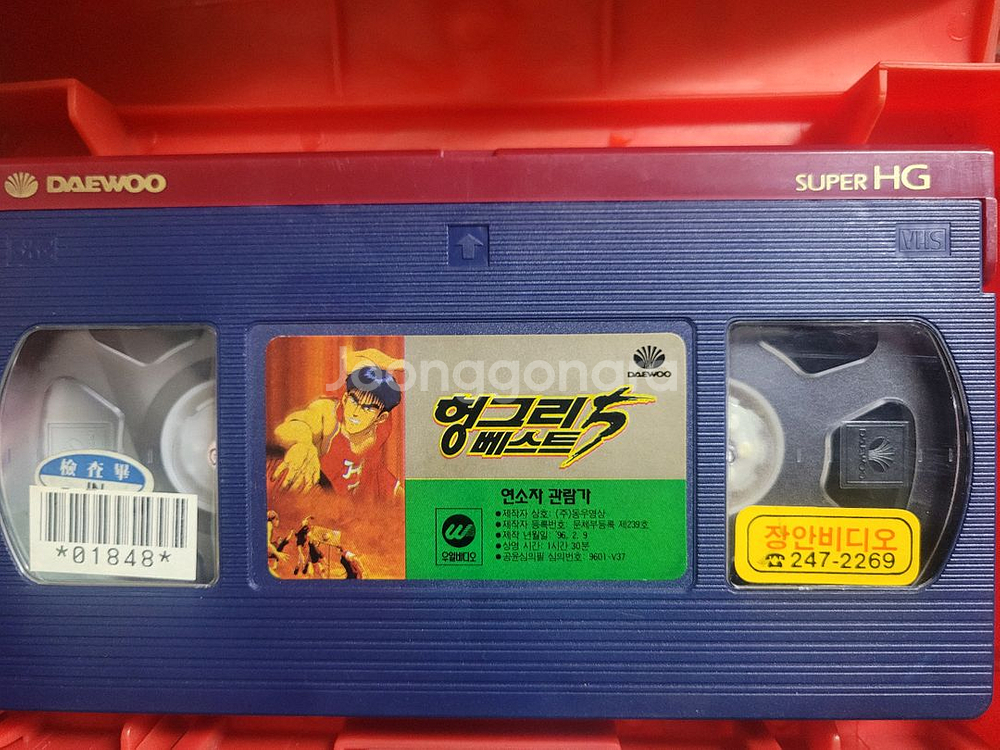 DAEWOO
SUPER HG
VHS
Joonggonara
DAEWOO
헝그리
베스트 5
연소자 관람가
● 제작자 상호: (주)동우영상
● 제작자 등록번호: 문체부등록 제239호
● 제작 년월일: '96. 2. 9
● 상영 시간: 1시간 30분
● 공윤심의필 심의번호: 9601-V37
우일비디오
檢查畢
*01848*
장안비디오
☎ 247-2269
DAEWOO